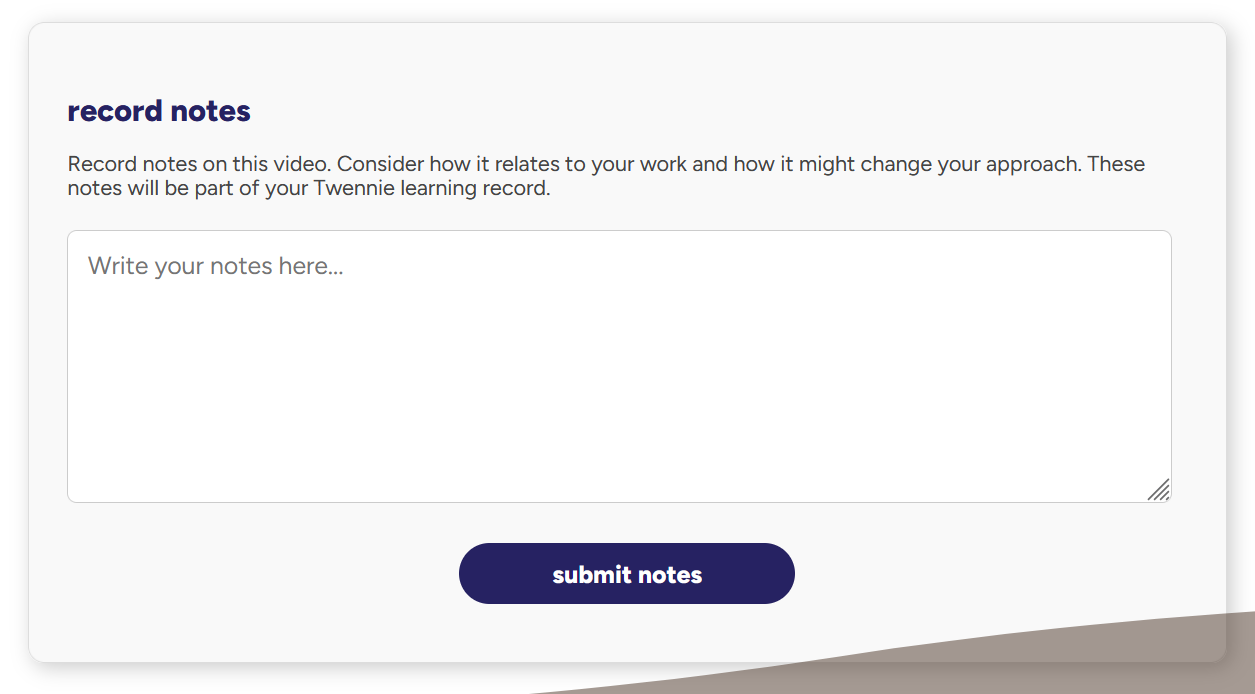 record notes
Record notes on this video. Consider how it relates to your work and how it might change your approach. These
notes will be part of your Twennie learning record.
Write your notes here...
submit notes